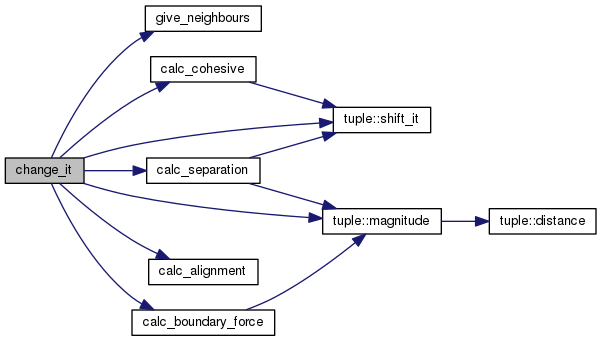 give_neighbours
calc_cohesive
tuple::shift_it
change_it
calc_separation
tuple::magnitude
tuple::distance
calc_alignment
calc_boundary_force